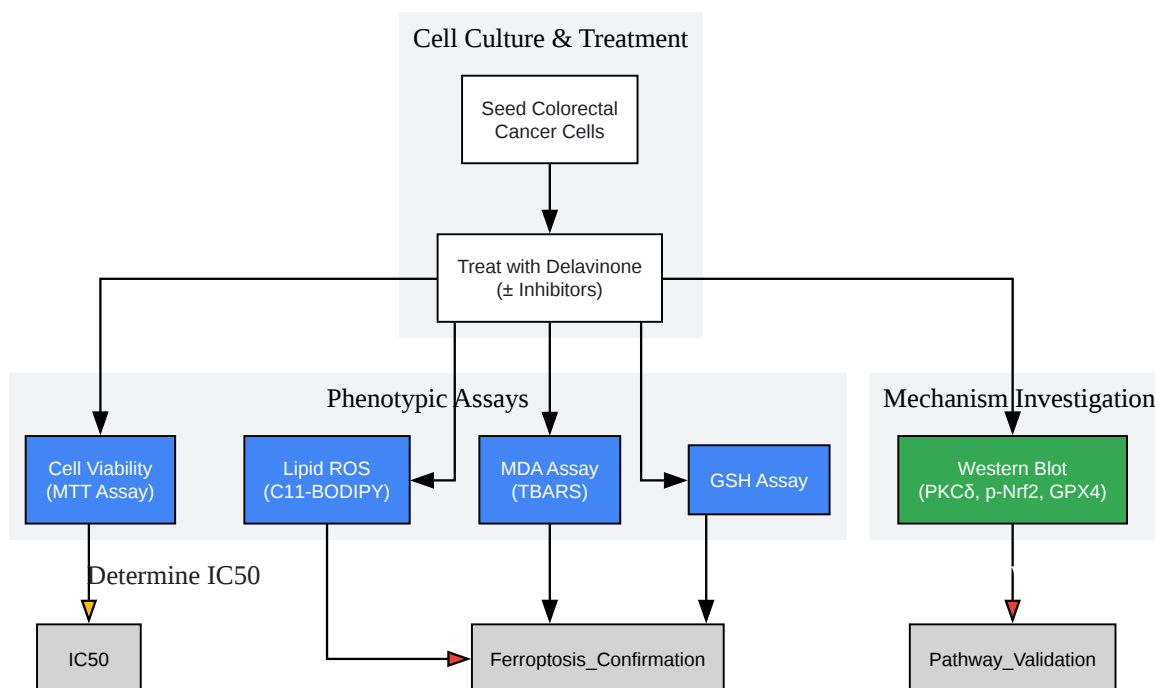 Cell Culture & Treatment
Seed Colorectal
Cancer Cells
Treat with Delavinone
(± Inhibitors)
Phenotypic Assays
Mechanism Investigation
Cell Viability
(MTT Assay)
Lipid ROS
(C11-BODIPY)
MDA Assay
(TBARS)
GSH Assay
Western Blot
(PKCδ, p-Nrf2, GPX4)
Determine IC50
IC50
Ferroptosis_Confirmation
Pathway_Validation